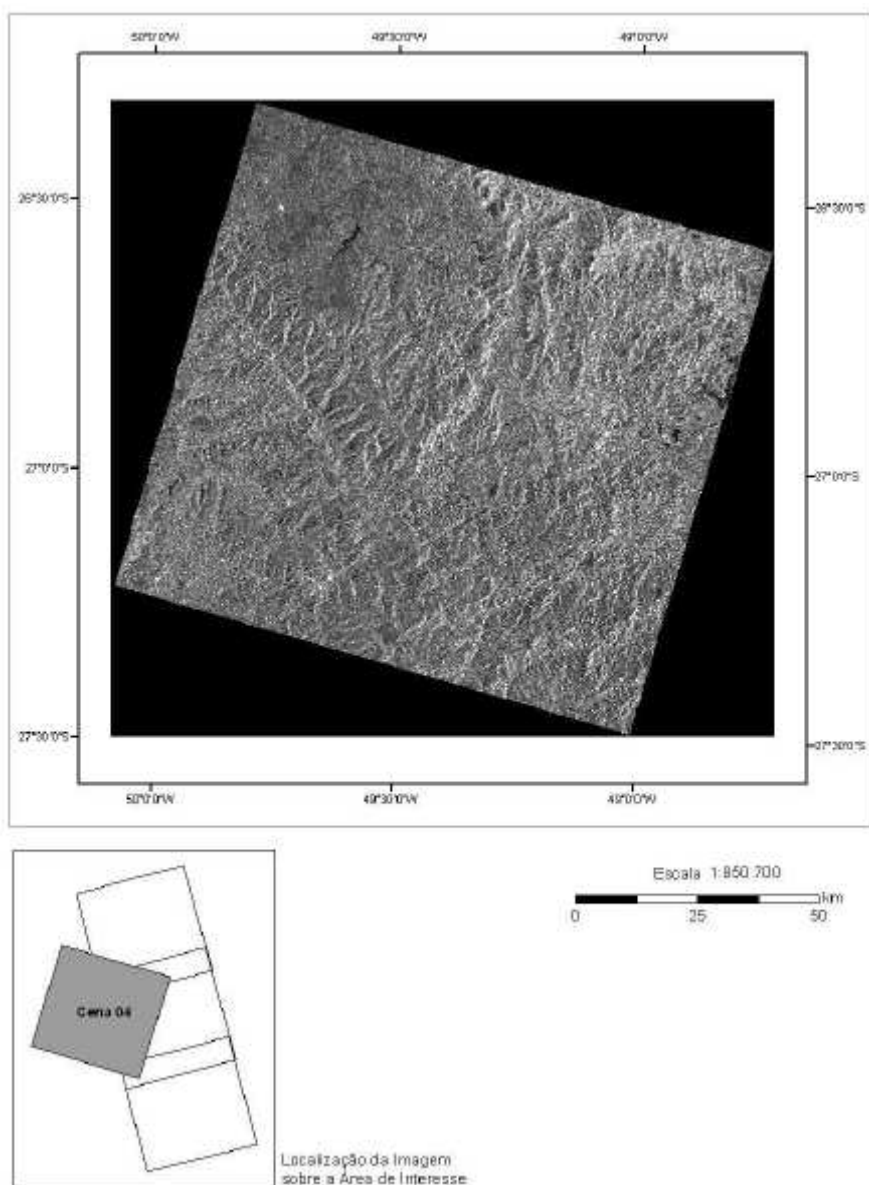 50°0'0"W 49°30'0"W 49°0'0"W
26°30'0"S 26°30'0"S
27°0'0"S 27°0'0"S
27°30'0"S 27°30'0"S
50°0'0"W 49°30'0"W 49°0'0"W
Escala 1:850.700
km
0 25 50
Cena 04
Localização da Imagem
sobre a Área de Interesse